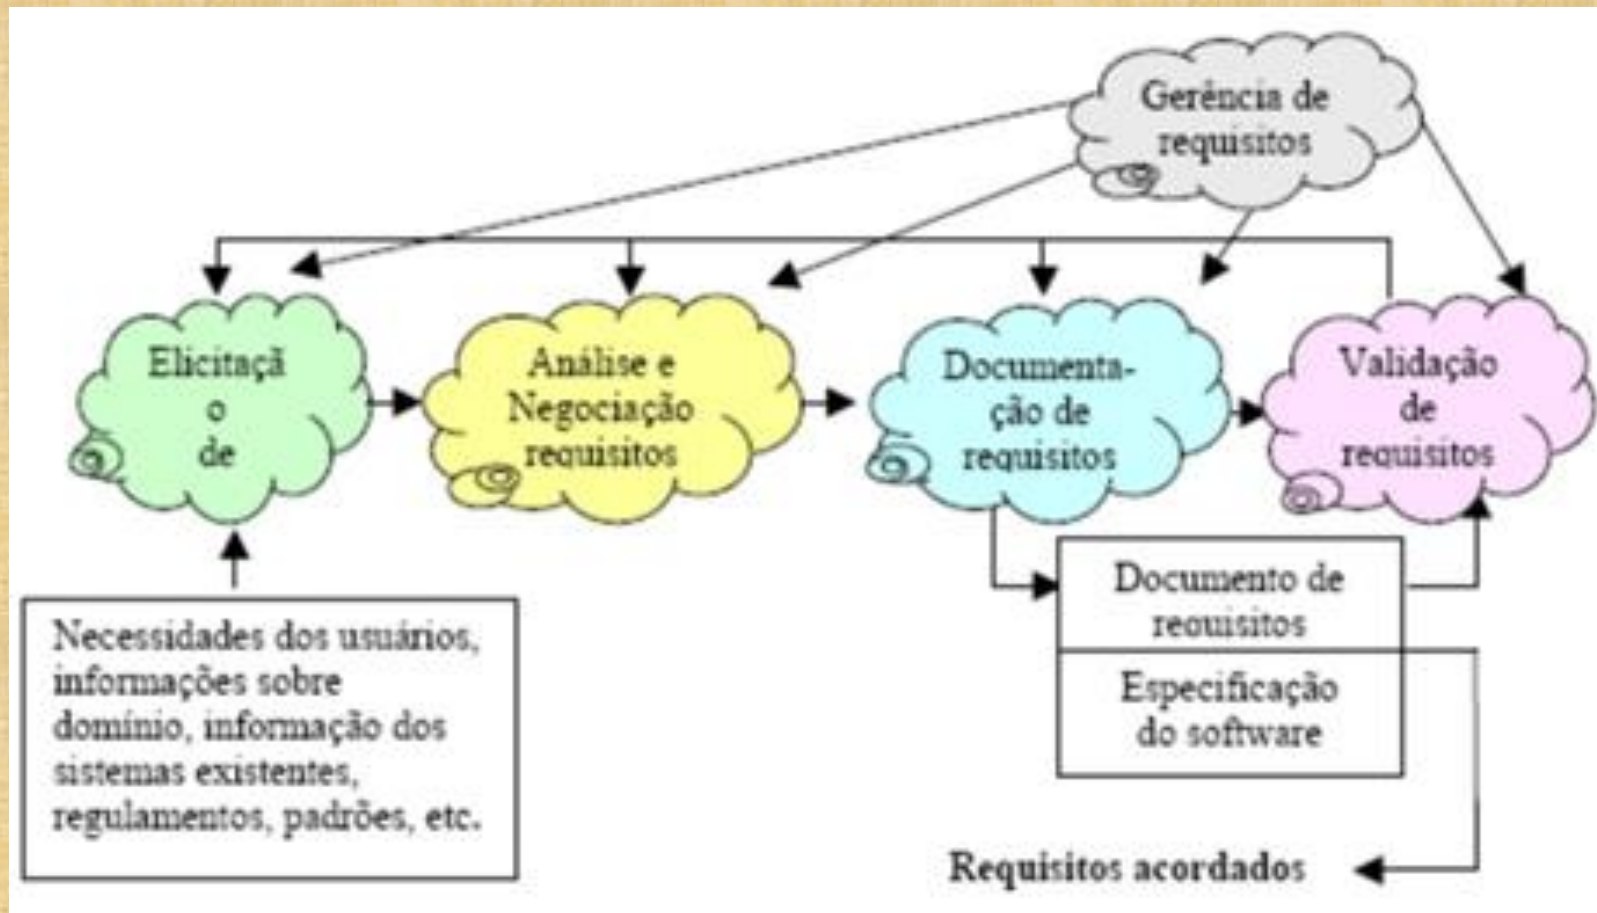 Gerência de
requisitos
Elicitaçã
o
de
Análise e
Negociação
requisitos
Documenta-
ção de
requisitos
Validação
de
requisitos
Documento de
requisitos
Especificação
do software
Necessidades dos usuários,
informações sobre
domínio, informação dos
sistemas existentes,
regulamentos, padrões, etc.
Requisitos acordados